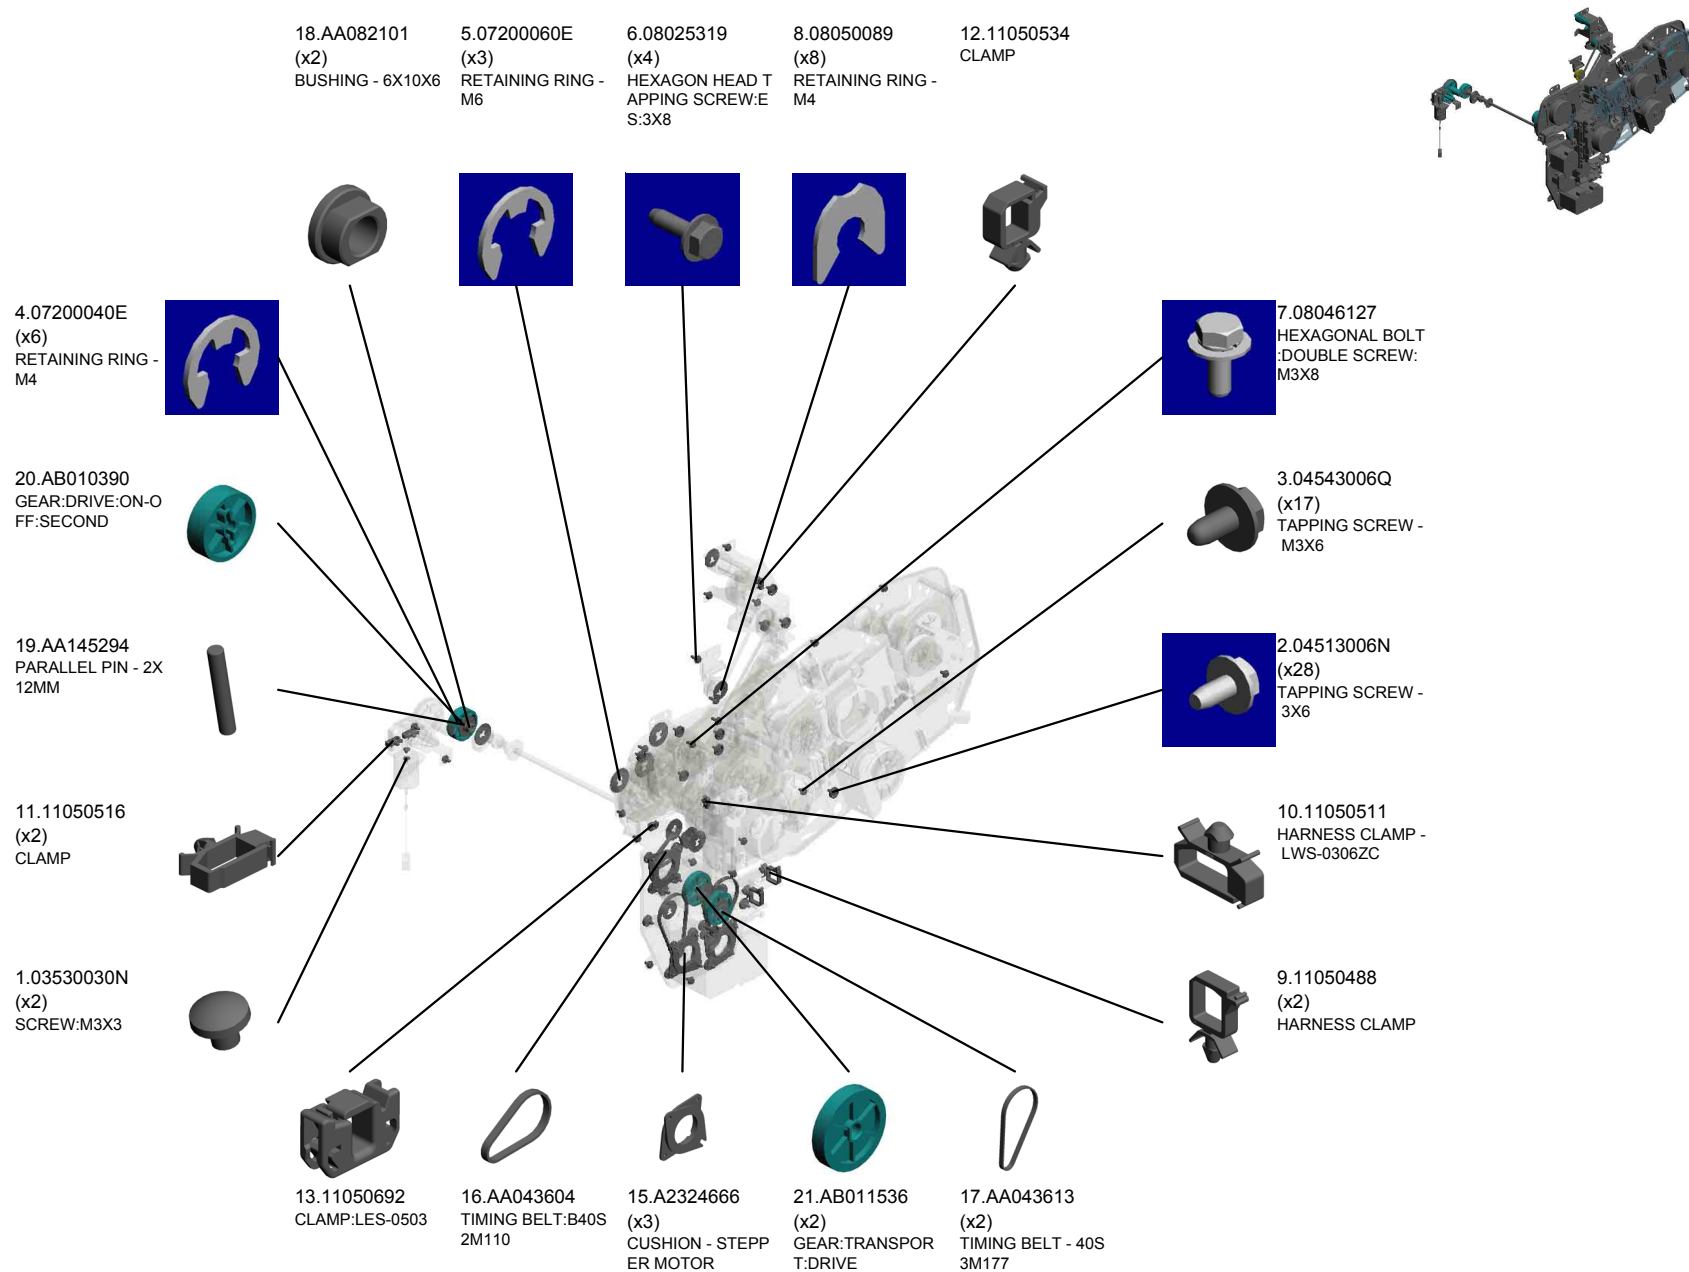 18.AA082101
(x2)
BUSHING - 6X10X6
5.07200060E
(x3)
RETAINING RING -
M6
6.08025319
(x4)
HEXAGON HEAD T
APPING SCREW:E
S:3X8
8.08050089
(x8)
RETAINING RING -
M4
12.11050534
CLAMP
4.07200040E
(x6)
RETAINING RING -
M4
7.08046127
HEXAGONAL BOLT
:DOUBLE SCREW:
M3X8
20.AB010390
GEAR:DRIVE:ON-O
FF:SECOND
3.04543006Q
(x17)
TAPPING SCREW -
M3X6
19.AA145294
PARALLEL PIN - 2X
12MM
2.04513006N
(x28)
TAPPING SCREW -
3X6
11.11050516
(x2)
CLAMP
10.11050511
HARNESS CLAMP -
LWS-0306ZC
1.03530030N
(x2)
SCREW:M3X3
9.11050488
(x2)
HARNESS CLAMP
13.11050692
CLAMP:LES-0503
16.AA043604
TIMING BELT:B40S
2M110
15.A2324666
(x3)
CUSHION - STEPP
ER MOTOR
21.AB011536
(x2)
GEAR:TRANSPOR
T:DRIVE
17.AA043613
(x2)
TIMING BELT - 40S
3M177